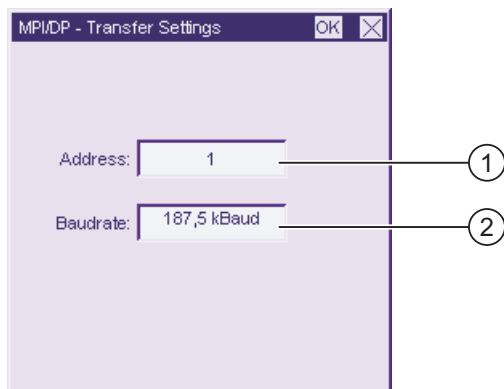 MPI/DP - Transfer Settings OK
Address: 1 1
Baudrate: 187,5 kBaud 2